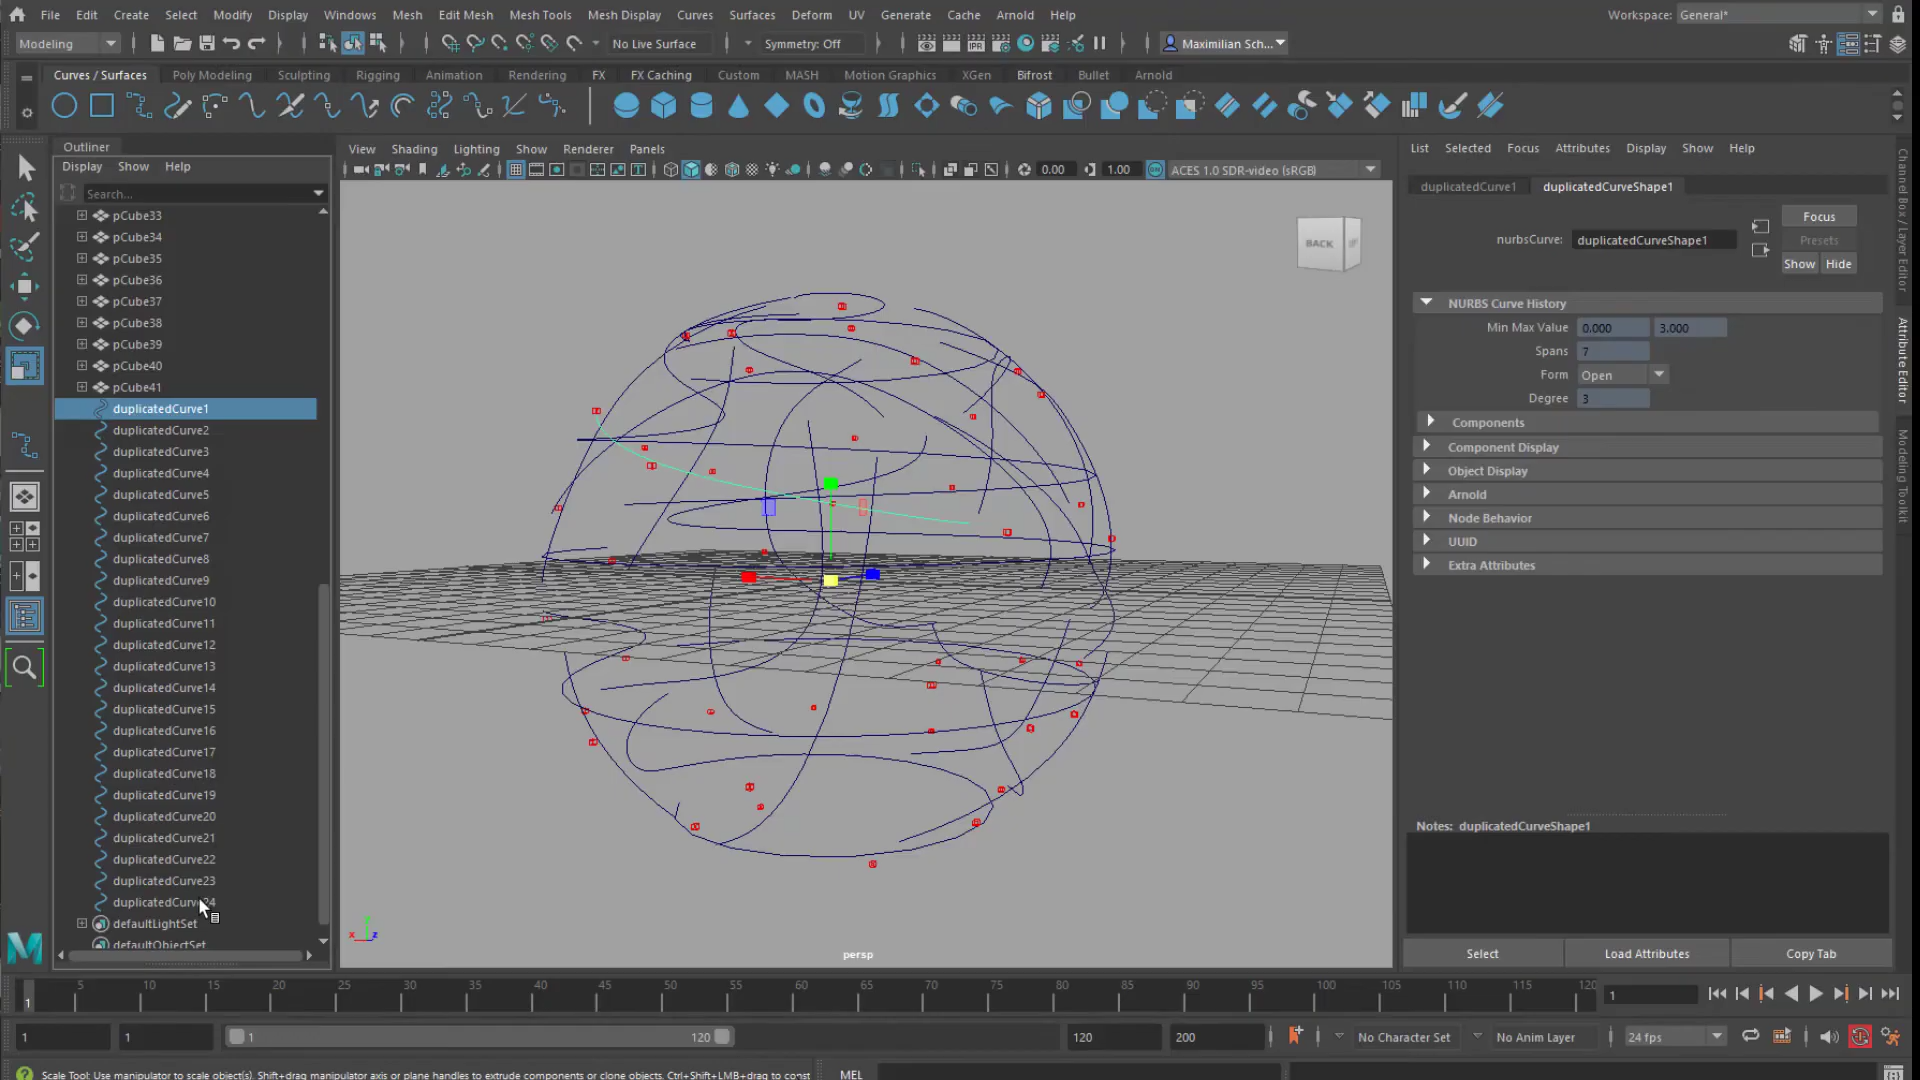 File Edit Create Select Modify Display Windows Mesh Edit Mesh Mesh Tools Mesh Display Curves Surfaces Deform UV Generate Cache Arnold Help
Workspace: General*
Modeling
No Live Surface
Symmetry: Off
Maximilian Sch...
Curves / Surfaces Poly Modeling Sculpting Rigging Animation Rendering FX FX Caching Custom MASH Motion Graphics XGen Bifrost Bullet Arnold
Outliner
Display Show Help
Search...
pCube33
pCube34
pCube35
pCube36
pCube37
pCube38
pCube39
pCube40
pCube41
duplicatedCurve1
duplicatedCurve2
duplicatedCurve3
duplicatedCurve4
duplicatedCurve5
duplicatedCurve6
duplicatedCurve7
duplicatedCurve8
duplicatedCurve9
duplicatedCurve10
duplicatedCurve11
duplicatedCurve12
duplicatedCurve13
duplicatedCurve14
duplicatedCurve15
duplicatedCurve16
duplicatedCurve17
duplicatedCurve18
duplicatedCurve19
duplicatedCurve20
duplicatedCurve21
duplicatedCurve22
duplicatedCurve23
duplicatedCurve24
defaultLightSet
defaultObjectSet
View Shading Lighting Show Renderer Panels
0.00 1.00 ACES 1.0 SDR-video (sRGB)
BACK
persp
x z
List Selected Focus Attributes Display Show Help
duplicatedCurve1 duplicatedCurveShape1
Focus
nurbsCurve: duplicatedCurveShape1
Presets
Show Hide
NURBS Curve History
Min Max Value 0.000 3.000
Spans 7
Form Open
Degree 3
Components
Component Display
Object Display
Arnold
Node Behavior
UUID
Extra Attributes
Notes: duplicatedCurveShape1
Select Load Attributes Copy Tab
Channel Box / Layer Editor
Attribute Editor
Modeling Toolkit
1 5 10 15 20 25 30 35 40 45 50 55 60 65 70 75 80 85 90 95 100 105 110 115 120
1
1 1 1 120 120 200 No Character Set No Anim Layer 24 fps
Scale Tool: Use manipulator to scale object(s). Shift+drag manipulator axis or plane handles to extrude components or clone objects. Ctrl+Shift+LMB+drag to const
MEL